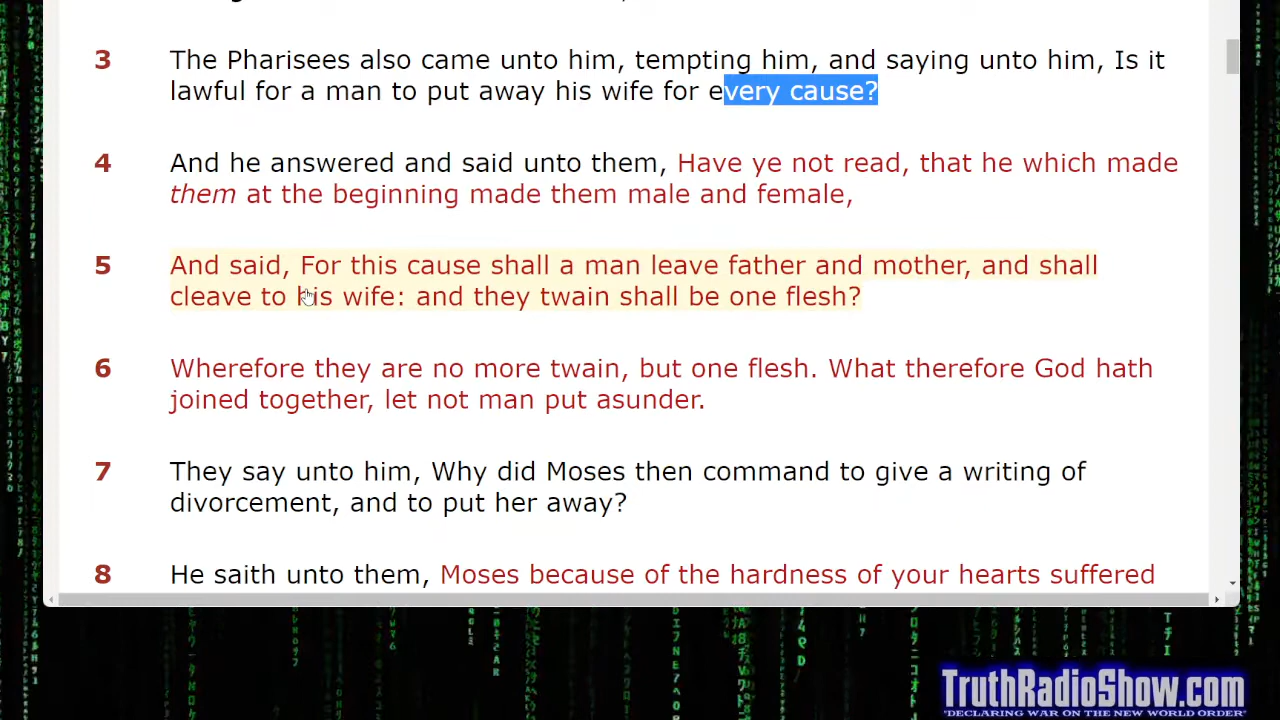 3 The Pharisees also came unto him, tempting him, and saying unto him, Is it
lawful for a man to put away his wife for every cause?
4 And he answered and said unto them, Have ye not read, that he which made
them at the beginning made them male and female,
5 And said, For this cause shall a man leave father and mother, and shall
cleave to his wife: and they twain shall be one flesh?
6 Wherefore they are no more twain, but one flesh. What therefore God hath
joined together, let not man put asunder.
7 They say unto him, Why did Moses then command to give a writing of
divorcement, and to put her away?
8 He saith unto them, Moses because of the hardness of your hearts suffered
TruthRadioShow.com
"DECLARING WAR ON THE NEW WORLD ORDER"